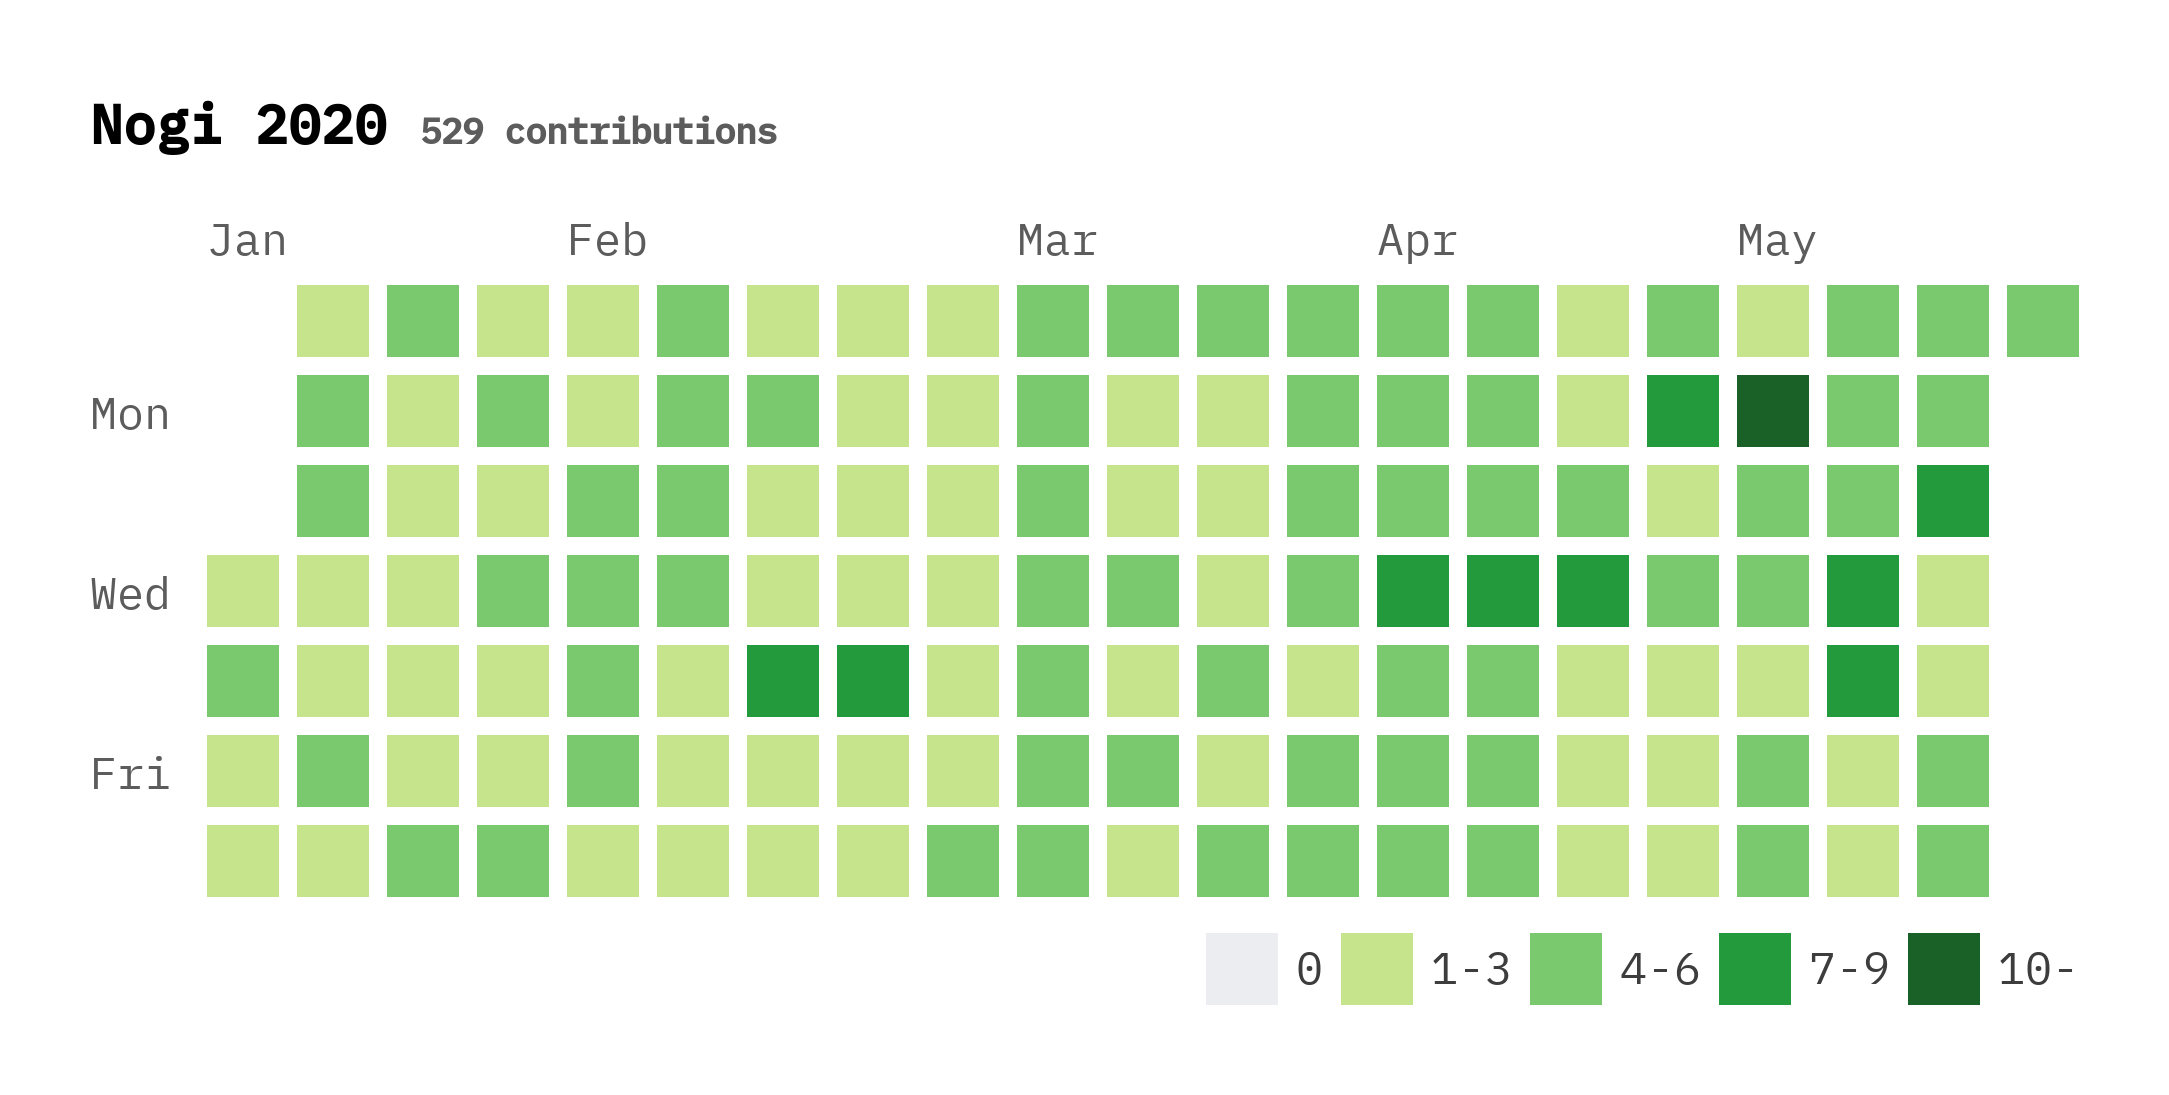 Nogi 2020 529 contributions
Jan Feb Mar Apr May
Mon
Wed
Fri
0 1-3 4-6 7-9 10-